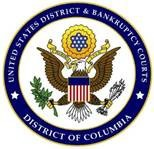 UNITED STATES DISTRICT & BANKRUPTCY COURTS
DISTRICT OF COLUMBIA